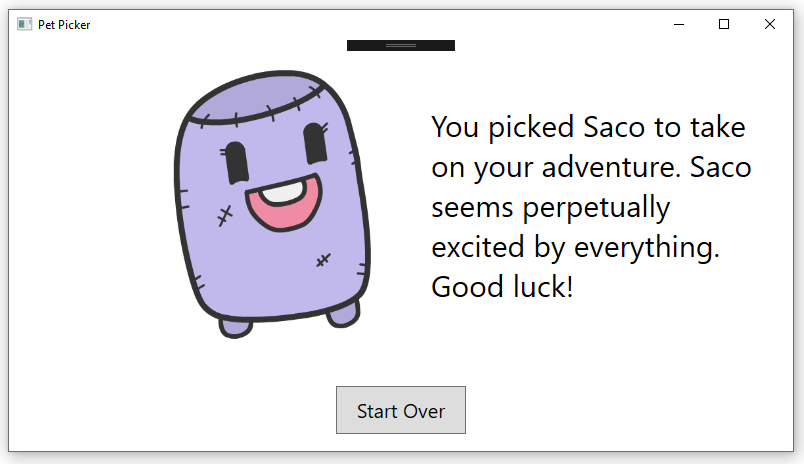 Pet Picker
You picked Saco to take
on your adventure. Saco
seems perpetually
excited by everything.
Good luck!
Start Over